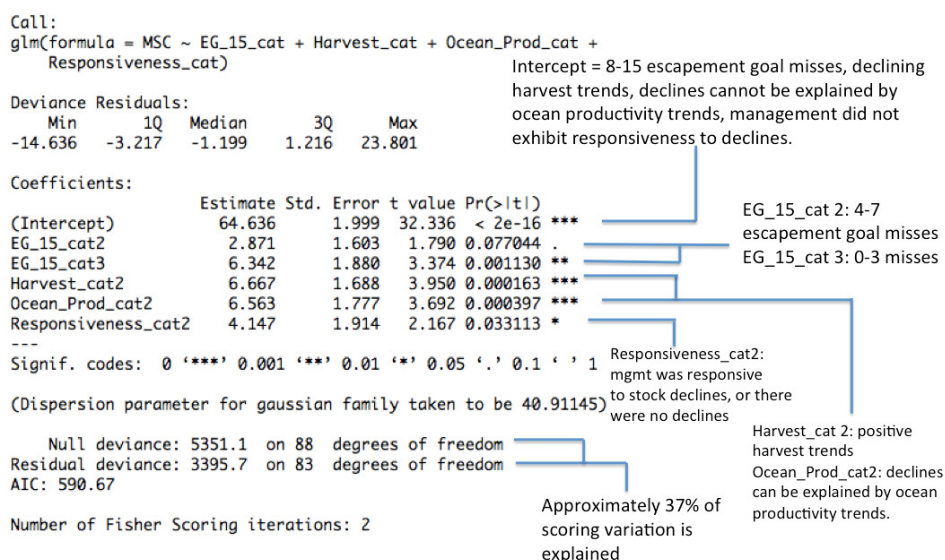 Call:
glm(formula = MSC ~ EG_15_cat + Harvest_cat + Ocean_Prod_cat +
    Responsiveness_cat)
Intercept = 8-15 escapement goal misses, declining
harvest trends, declines cannot be explained by
ocean productivity trends, management did not
exhibit responsiveness to declines.
Deviance Residuals:
    Min      1Q  Median      3Q     Max
-14.636  -3.217  -1.199   1.216  23.801
Coefficients:
                    Estimate Std. Error t value Pr(>|t|)
(Intercept)           64.636      1.999  32.336  < 2e-16 ***
EG_15_cat2             2.871      1.603   1.790 0.077044 .
EG_15_cat3             6.342      1.880   3.374 0.001130 **
Harvest_cat2           6.667      1.688   3.950 0.000163 ***
Ocean_Prod_cat2        6.563      1.777   3.692 0.000397 ***
Responsiveness_cat2    4.147      1.914   2.167 0.033113 *
---
Signif. codes:  0 ‘***’ 0.001 ‘**’ 0.01 ‘*’ 0.05 ‘.’ 0.1 ‘ ’ 1
EG_15_cat 2: 4-7
escapement goal misses
EG_15_cat 3: 0-3 misses
Responsiveness_cat2:
mgmt was responsive
to stock declines, or there
were no declines
(Dispersion parameter for gaussian family taken to be 40.91145)
Harvest_cat 2: positive
harvest trends
Ocean_Prod_cat2: declines
can be explained by ocean
productivity trends.
    Null deviance: 5351.1  on 88  degrees of freedom
Residual deviance: 3395.7  on 83  degrees of freedom
AIC: 590.67
Approximately 37% of
scoring variation is
explained
Number of Fisher Scoring iterations: 2